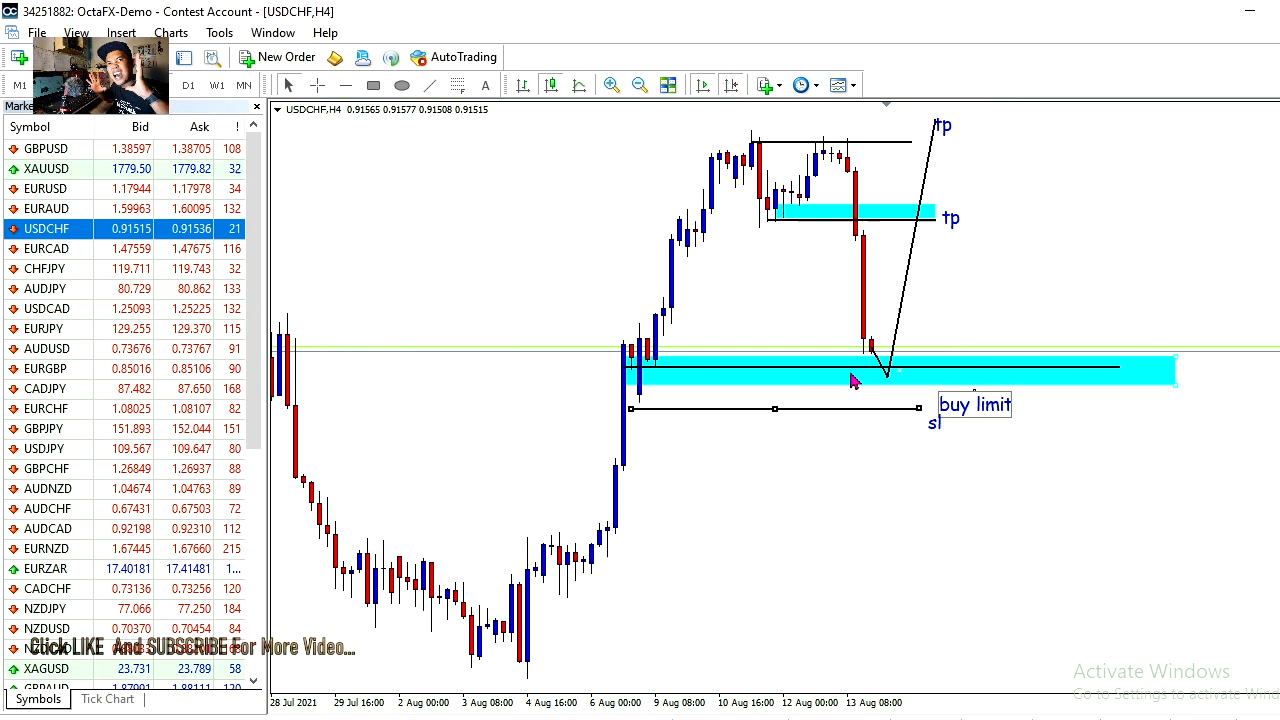 34251882: OctaFX-Demo - Contest Account - [USDCHF,H4]
File View Insert Charts Tools Window Help
New Order AutoTrading
M1 D1 W1 MN A
USDCHF,H4 0.91565 0.91577 0.91508 0.91515
Symbol Bid Ask !
GBPUSD 1.38597 1.38705 108
XAUUSD 1779.50 1779.82 32
EURUSD 1.17944 1.17978 34
EURAUD 1.59963 1.60095 132
USDCHF 0.91515 0.91536 21
EURCAD 1.47559 1.47675 116
CHFJPY 119.711 119.743 32
AUDJPY 80.729 80.862 133
USDCAD 1.25093 1.25225 132
EURJPY 129.255 129.370 115
AUDUSD 0.73676 0.73767 91
EURGBP 0.85016 0.85106 90
CADJPY 87.482 87.650 168
EURCHF 1.08025 1.08107 82
GBPJPY 151.893 152.044 151
USDJPY 109.567 109.647 80
GBPCHF 1.26849 1.26937 88
AUDNZD 1.04674 1.04763 89
AUDCHF 0.67431 0.67503 72
AUDCAD 0.92198 0.92310 112
EURNZD 1.67445 1.67660 215
EURZAR 17.40181 17.41481 1...
CADCHF 0.73136 0.73256 120
NZDJPY 77.066 77.250 184
NZDUSD 0.70370 0.70454 84
Click LIKE And SUBSCRIBE For More Video...
XAGUSD 23.731 23.789 58
GBPAUD 1.87991 1.88111 120
Symbols Tick Chart
tp
tp
buy limit
sl
Activate Windows
Go to Settings to activate Wind
28 Jul 2021 29 Jul 16:00 2 Aug 00:00 3 Aug 08:00 4 Aug 16:00 6 Aug 00:00 9 Aug 08:00 10 Aug 16:00 12 Aug 00:00 13 Aug 08:00